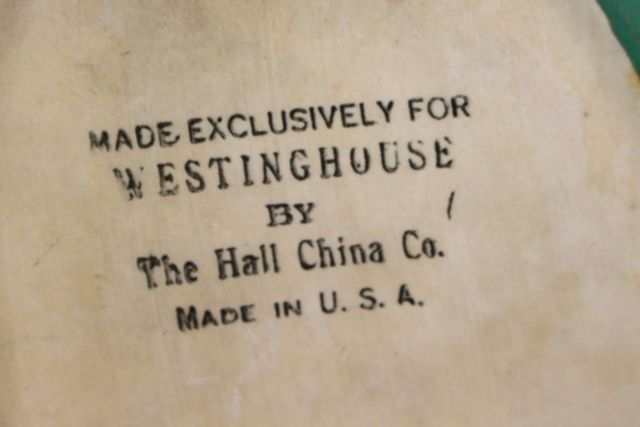 MADE EXCLUSIVELY FOR
WESTINGHOUSE
BY
The Hall China Co.
MADE IN U. S. A.